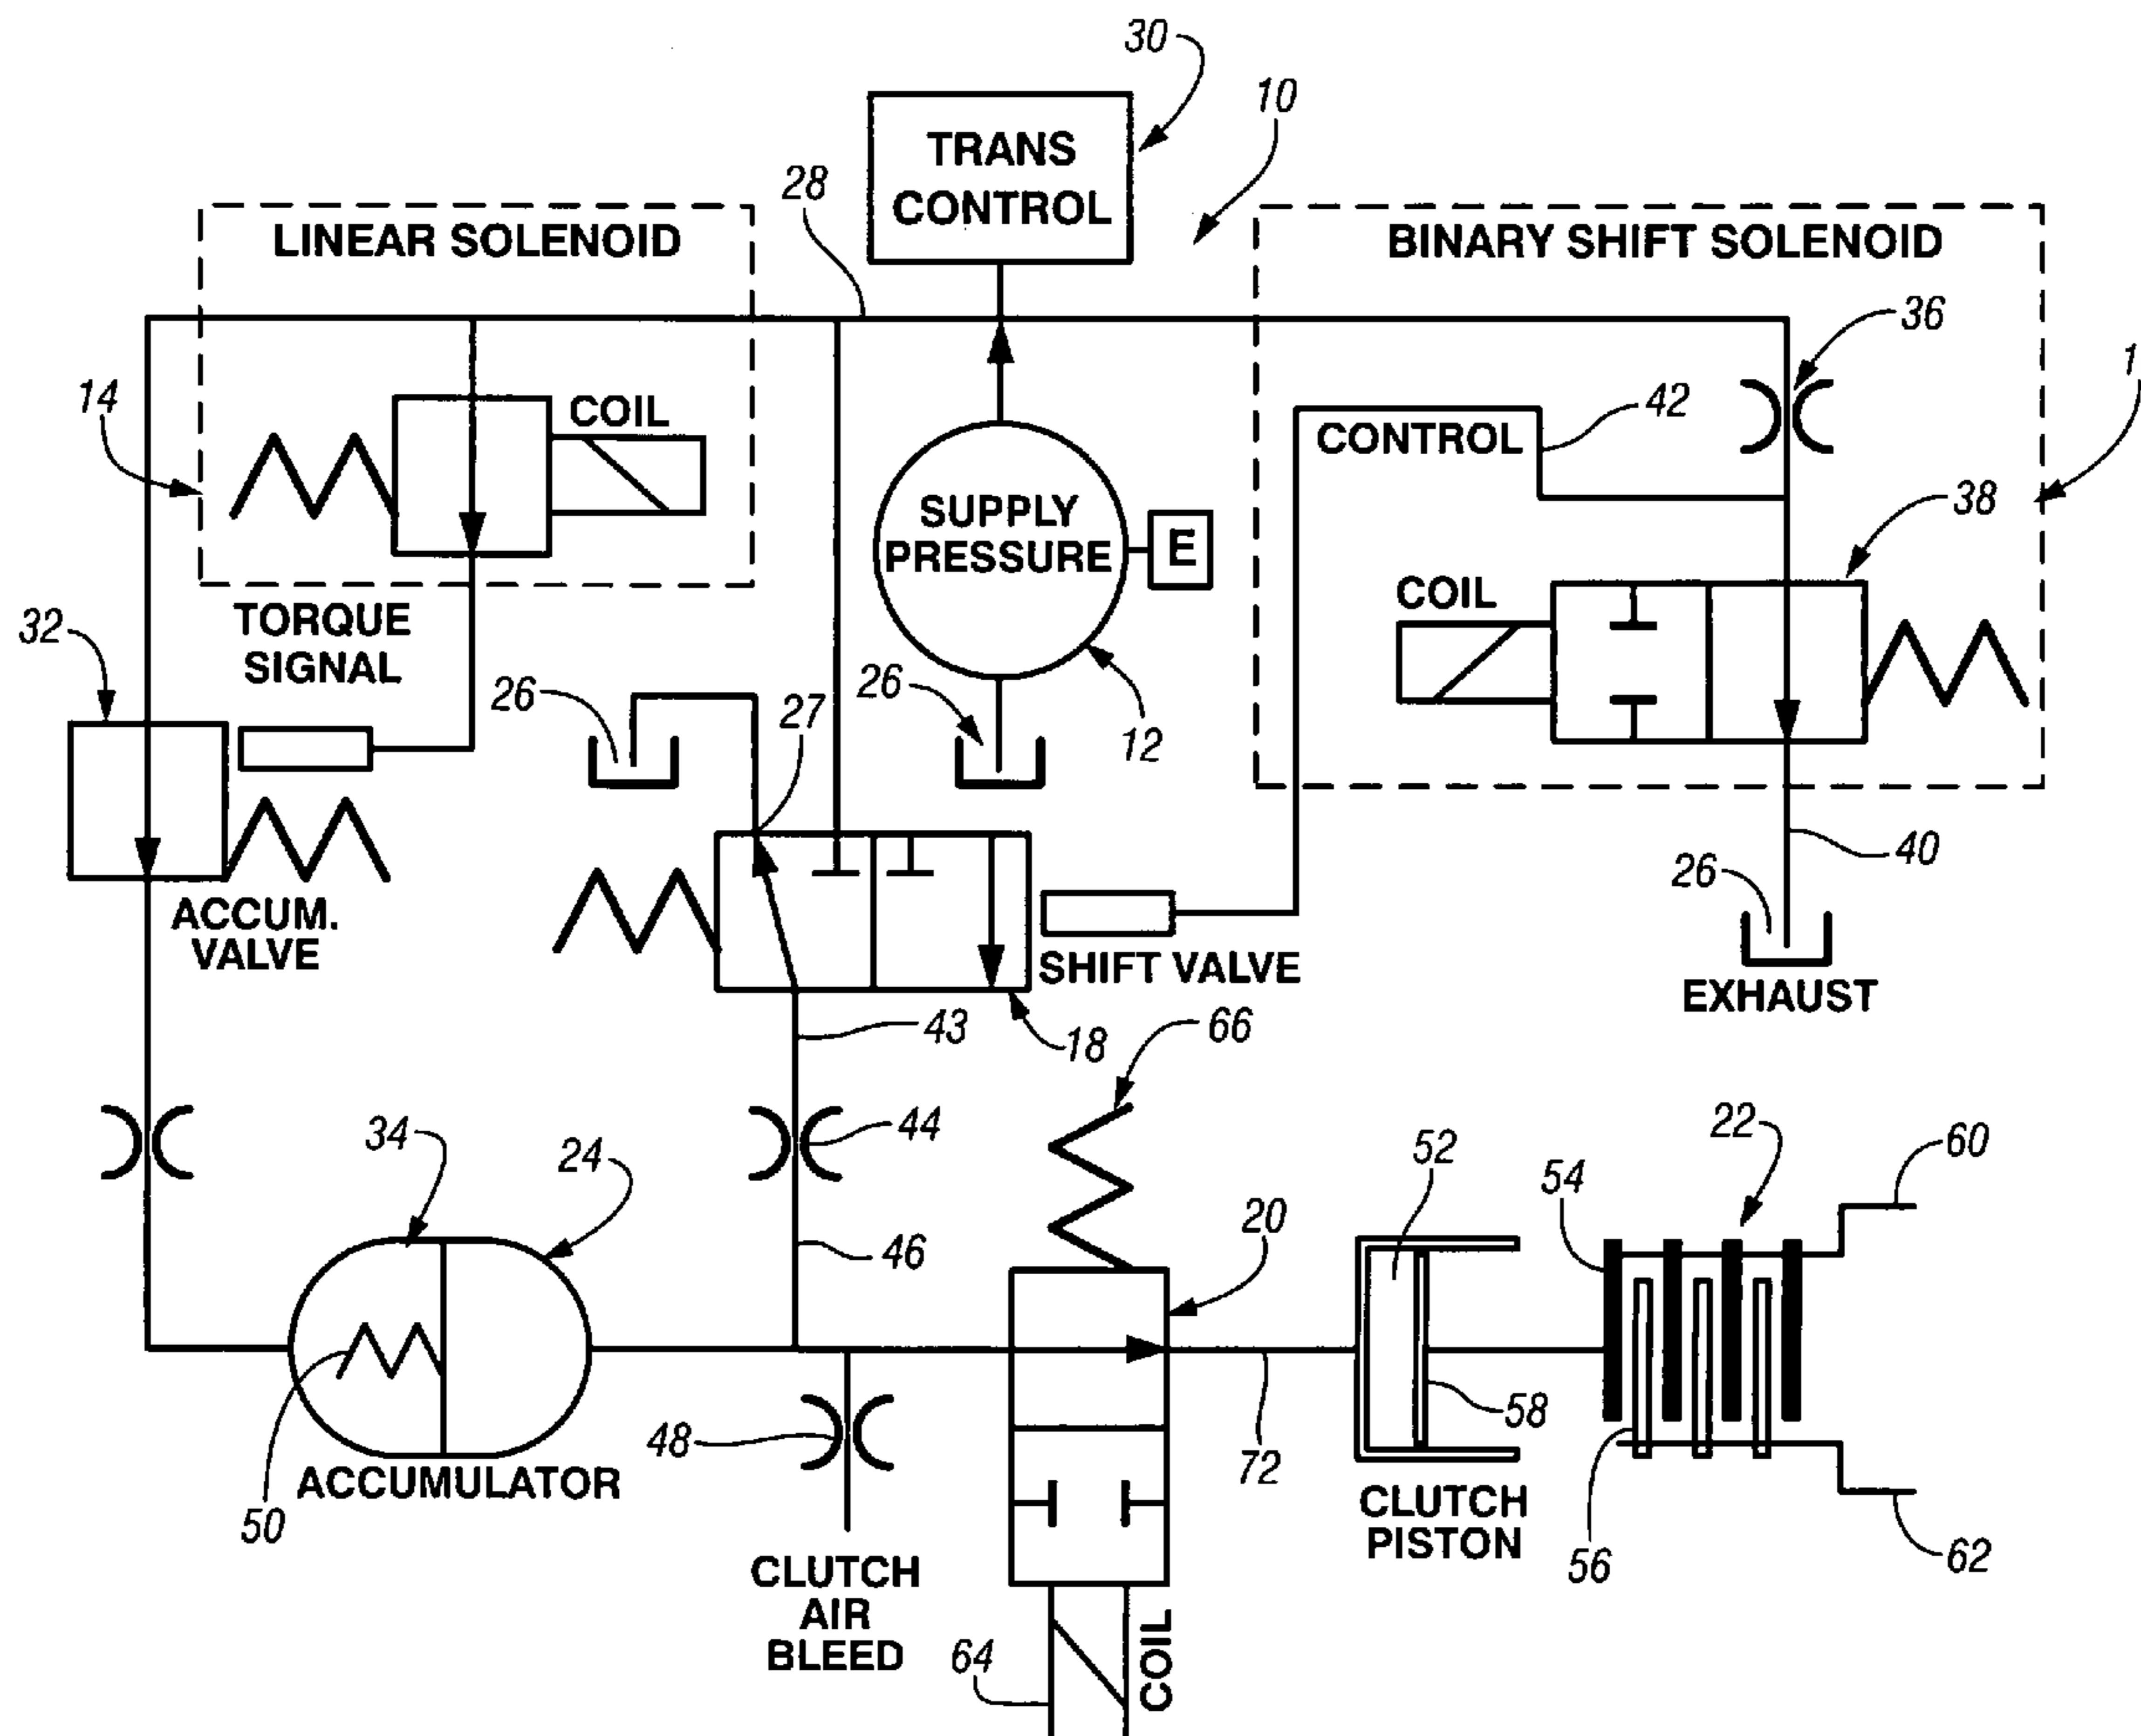 30
10
TRANS
CONTROL
28
LINEAR SOLENOID
BINARY SHIFT SOLENOID
36
1
14
COIL
42
CONTROL
38
SUPPLY
PRESSURE
E
COIL
32
TORQUE
SIGNAL
26
27
26
12
40
26
ACCUM.
VALVE
SHIFT VALVE
EXHAUST
43
18
66
34
24
44
52
22
60
54
20
46
48
58
72
ACCUMULATOR
50
CLUTCH
PISTON
56
62
CLUTCH
AIR
BLEED
64
COIL